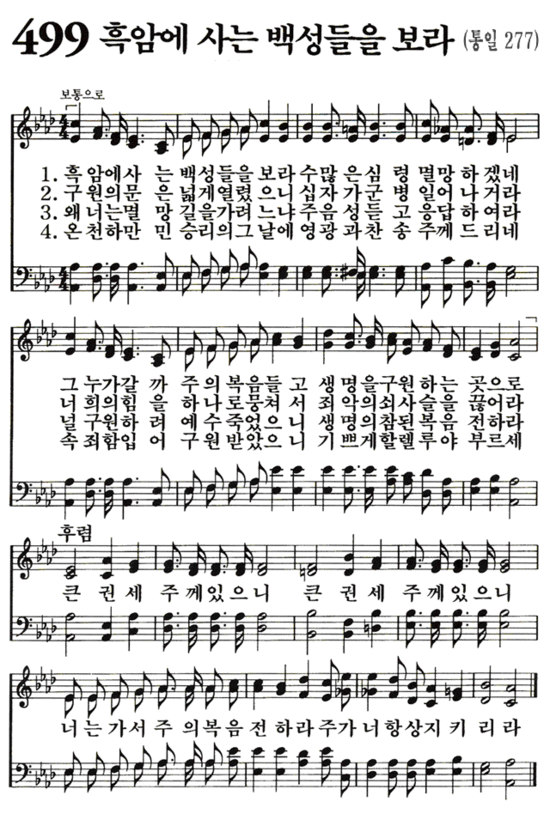 499 흑암에 사는 백성들을 보라 (통일 277)
보통으로
1. 흑암에사 는 백성들을 보라 수많 은심 령멸망 하 겠네
2. 구원의문 은 넓게열렸 으니 십자 가군 병일어 나 거라
3. 왜너는멸 망 길을가려 느냐 주음 성듣 고응답 하 여라
4. 온천하만 민 승리의그 날에 영광 과찬 송주께 드 리네
그누가갈 까 주의복음 들 고 생 명을구원 하 는 곳으로
너희의힘 을 하나로뭉쳐 서 죄 악의쇠사 슬 을 끊어라
널구원하 려 예수죽었 으 니 생 명의참된 복 음 전하라
속죄함입 어 구원받았 으 니 기 쁘게할렐 루 야 부르세
후렴
큰 권 세 주께있으니 큰 권 세 주께있으니
너는가서주 의복음 전 하라주가너항상지 키 리 라